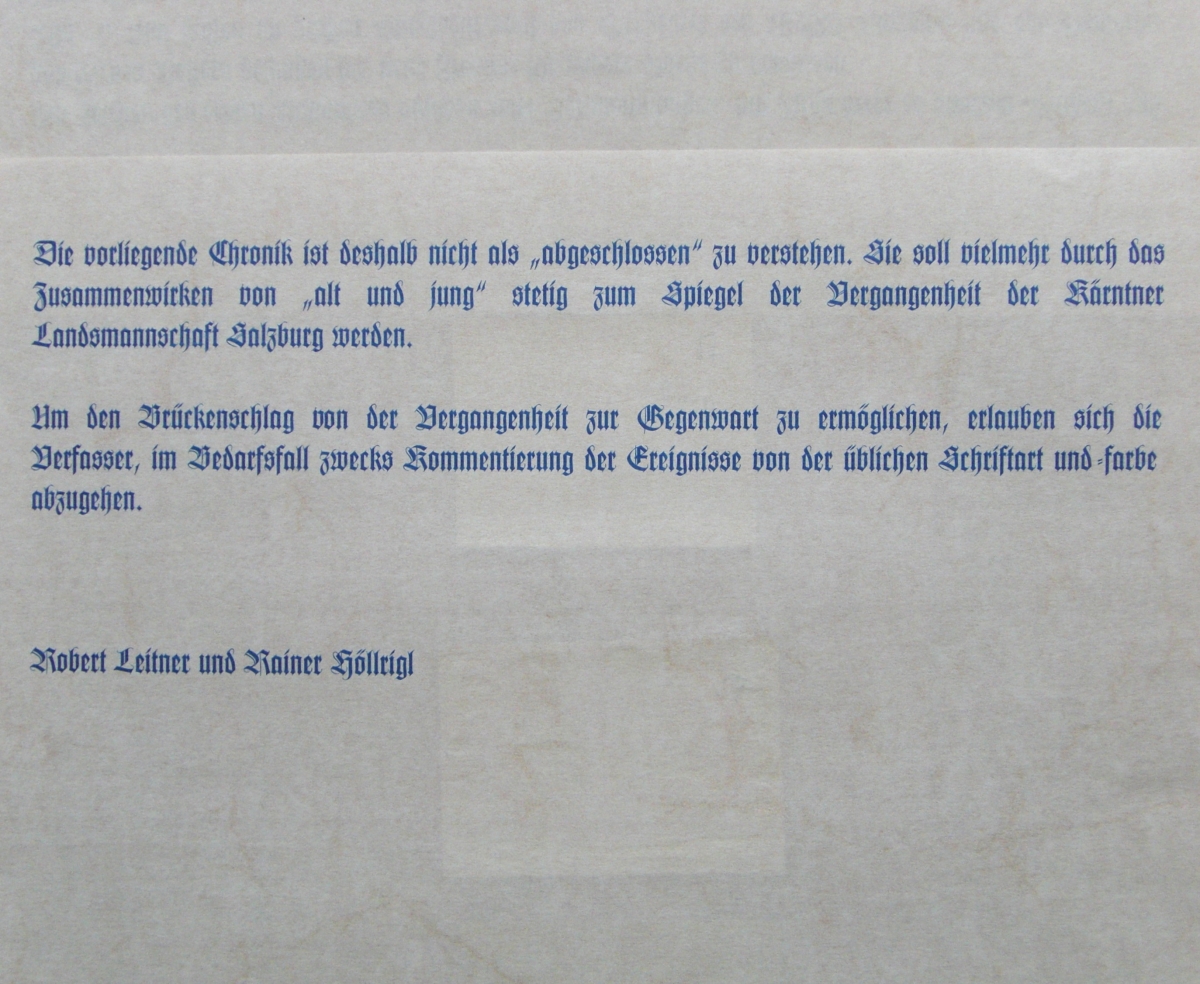 Die vorliegende Chronik ist deshalb nicht als „abgeschlossen“ zu verstehen. Sie soll vielmehr durch das
Zusammenwirken von „alt und jung“ stetig zum Spiegel der Vergangenheit der Kärntner
Landsmannschaft Salzburg werden.
Um den Brückenschlag von der Vergangenheit zur Gegenwart zu ermöglichen, erlauben sich die
Verfasser, im Bedarfsfall zwecks Kommentierung der Ereignisse von der üblichen Schriftart und -farbe
abzugehen.
Robert Leitner und Rainer Höllrigl